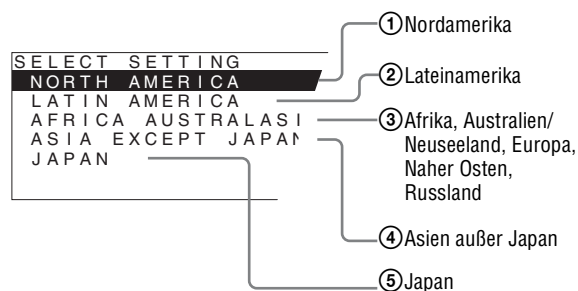 SELECT SETTING
NORTH AMERICA
LATIN AMERICA
AFRICA AUSTRALASI
ASIA EXCEPT JAPAN
JAPAN
①Nordamerika
②Lateinamerika
③Afrika, Australien/
Neuseeland, Europa,
Naher Osten,
Russland
④Asien außer Japan
⑤Japan